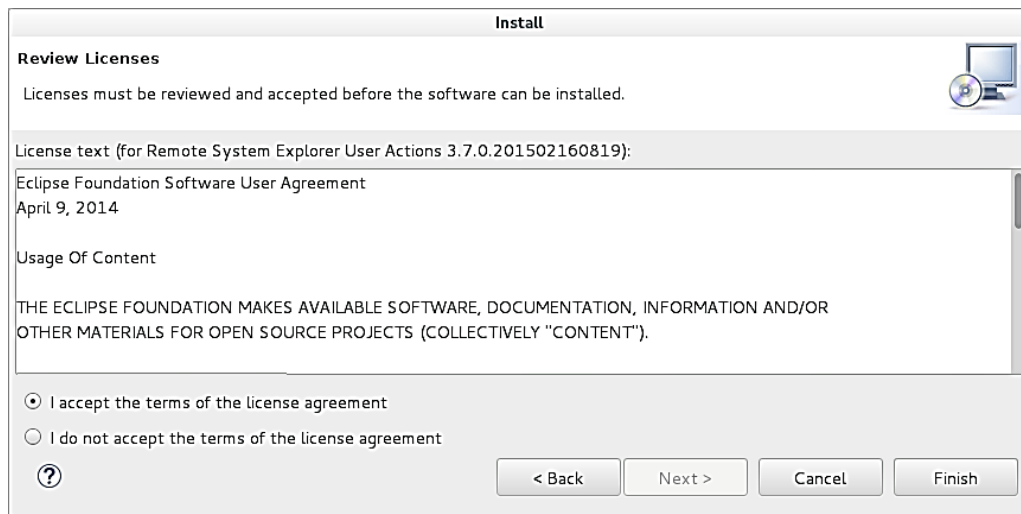 Install
Review Licenses
Licenses must be reviewed and accepted before the software can be installed.
License text (for Remote System Explorer User Actions 3.7.0.201502160819):
Eclipse Foundation Software User Agreement
April 9, 2014
Usage Of Content
THE ECLIPSE FOUNDATION MAKES AVAILABLE SOFTWARE, DOCUMENTATION, INFORMATION AND/OR
OTHER MATERIALS FOR OPEN SOURCE PROJECTS (COLLECTIVELY "CONTENT").
I accept the terms of the license agreement
I do not accept the terms of the license agreement
? < Back Next > Cancel Finish